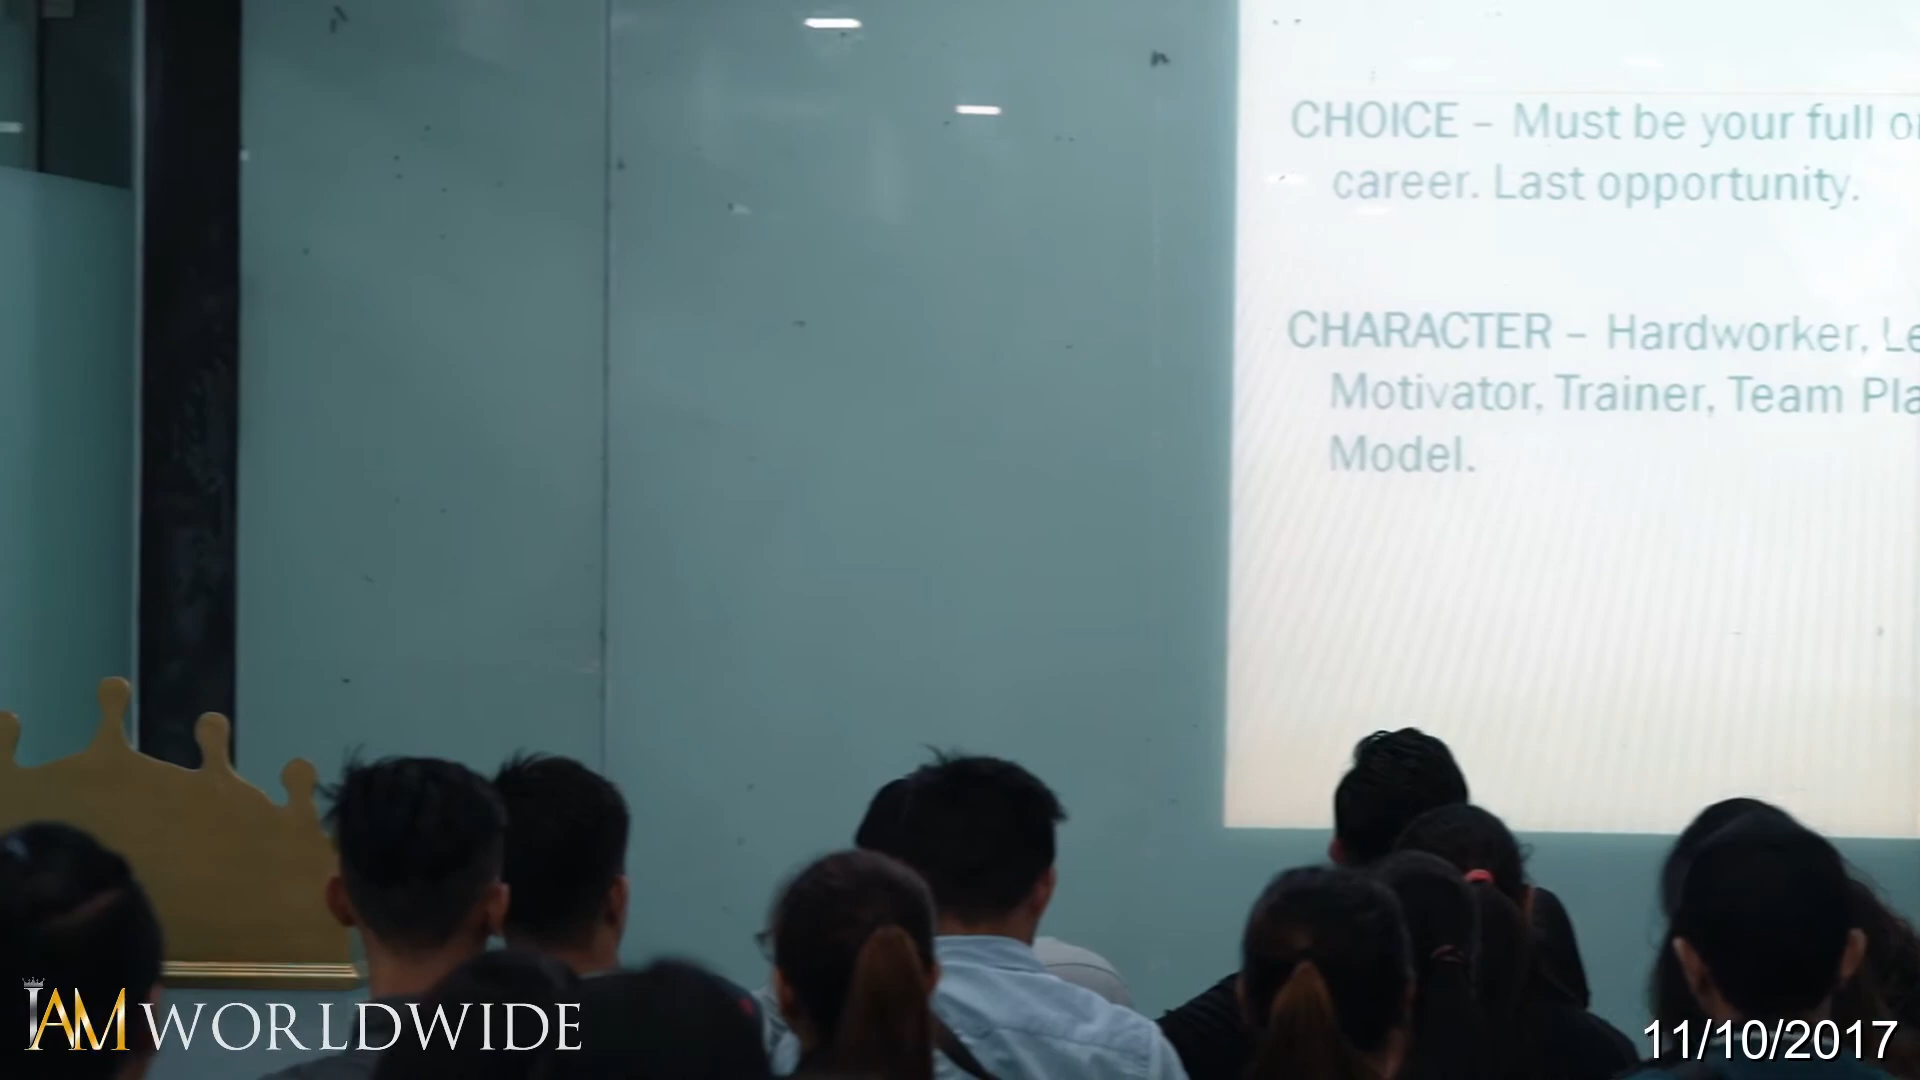 CHOICE – Must be your full
career. Last opportunity.
CHARACTER – Hardworker,
Motivator, Trainer, Team
Model.
IAM WORLDWIDE
11/10/2017